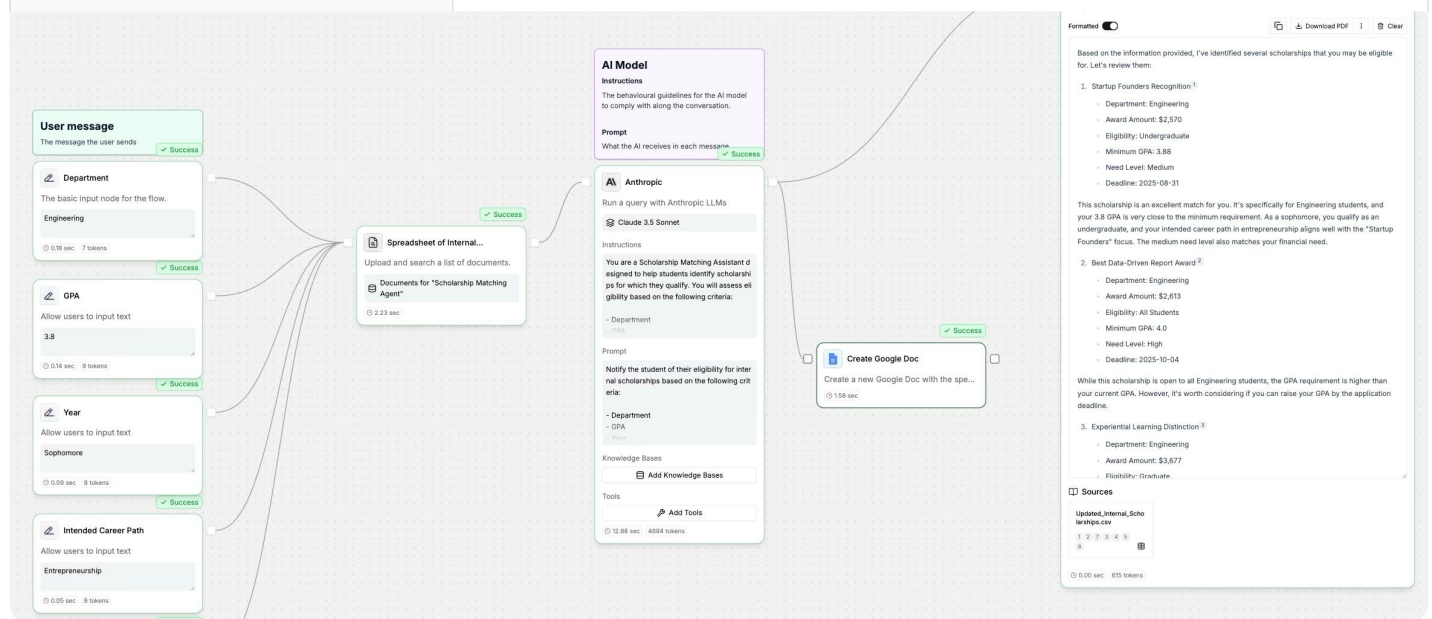 User message
The message the user sends
Success
Department
The basic input node for the flow.
Engineering
0.18 sec 7 tokens
Success
GPA
Allow users to input text
3.8
0.14 sec 9 tokens
Success
Year
Allow users to input text
Sophomore
0.09 sec 8 tokens
Success
Intended Career Path
Allow users to input text
Entrepreneurship
0.05 sec 9 tokens
Success
Spreadsheet of Internal...
Upload and search a list of documents.
Documents for "Scholarship Matching
Agent"
2.23 sec
AI Model
Instructions
The behavioural guidelines for the AI model
to comply with along the conversation.
Prompt
What the AI receives in each message
Success
Anthropic
Run a query with Anthropic LLMs
Claude 3.5 Sonnet
Instructions
You are a Scholarship Matching Assistant d
esigned to help students identify scholarshi
ps for which they qualify. You will assess eli
gibility based on the following criteria:
- Department
- GPA
Prompt
Notify the student of their eligibility for inter
nal scholarships based on the following crit
eria:
- Department
- GPA
- Year
Knowledge Bases
Add Knowledge Bases
Tools
Add Tools
12.88 sec 4694 tokens
Success
Create Google Doc
Create a new Google Doc with the spe...
1.58 sec
Formatted
Download PDF
Clear
Based on the information provided, I've identified several scholarships that you may be eligible
for. Let's review them:
1. Startup Founders Recognition 1
Department: Engineering
Award Amount: $2,570
Eligibility: Undergraduate
Minimum GPA: 3.88
Need Level: Medium
Deadline: 2025-08-31
This scholarship is an excellent match for you. It's specifically for Engineering students, and
your 3.8 GPA is very close to the minimum requirement. As a sophomore, you qualify as an
undergraduate, and your intended career path in entrepreneurship aligns well with the "Startup
Founders" focus. The medium need level also matches your financial need.
2. Best Data-Driven Report Award 2
Department: Engineering
Award Amount: $2,613
Eligibility: All Students
Minimum GPA: 4.0
Need Level: High
Deadline: 2025-10-04
While this scholarship is open to all Engineering students, the GPA requirement is higher than
your current GPA. However, it's worth considering if you can raise your GPA by the application
deadline.
3. Experiential Learning Distinction 3
Department: Engineering
Award Amount: $3,677
Eligibility: Graduate
Sources
Updated_Internal_Scho
larships.csv
1 2 7 3 4 5
6
0.00 sec 615 tokens